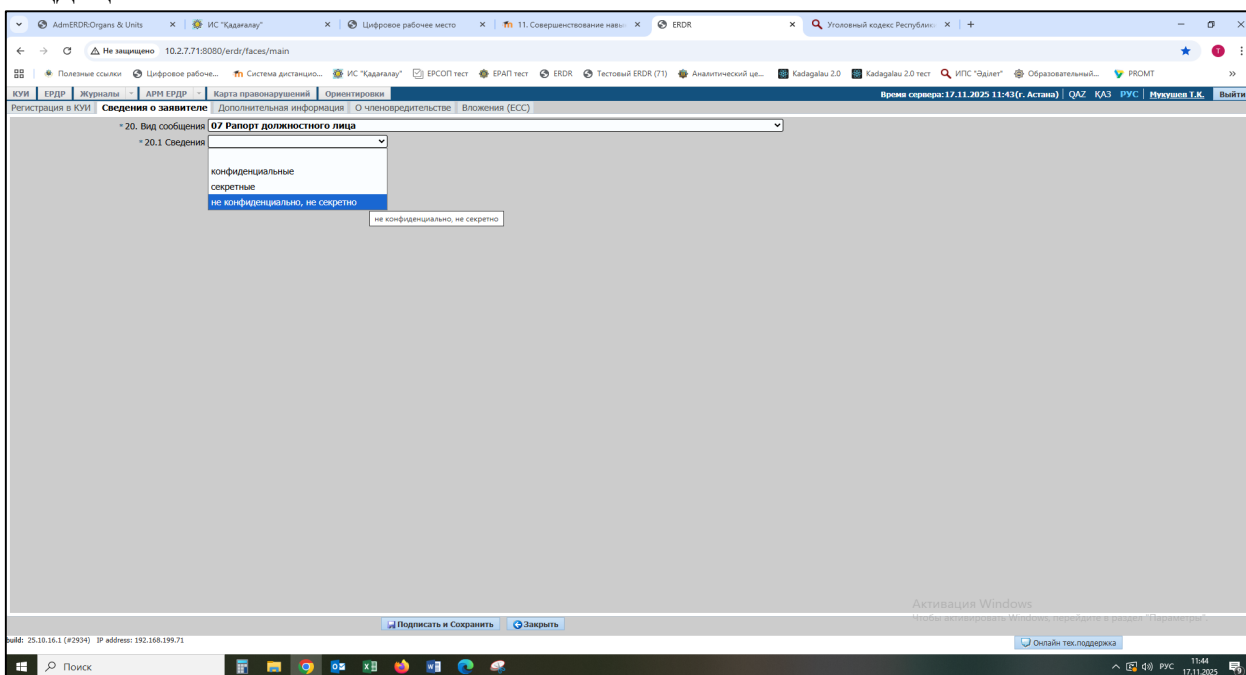 AdmERDR:Organs & Units
ИС "Қадағалау"
Цифровое рабочее место
11. Совершенствование навы
ERDR
Уголовный кодекс Республик
Не защищено 10.2.7.71:8080/erdr/faces/main
Т
Полезные ссылки Цифровое рабоче... Система дистанцио... ИС "Қадағалау" ЕРСОП тест ЕРАП тест ERDR Тестовый ERDR (71) Аналитический це... Kadagalau 2.0 Kadagalau 2.0 тест ИПС "Әділет" Образовательный... PROMT »
КУИ ЕРДР Журналы АРМ ЕРДР Карта правонарушений Ориентировки Время сервера:17.11.2025 11:43(г. Астана) QAZ ҚАЗ РУС Мукушев Т.К. Выйти
Регистрация в КУИ Сведения о заявителе Дополнительная информация О членовредительстве Вложения (ЕСС)
* 20. Вид сообщения 07 Рапорт должностного лица
* 20.1 Сведения
конфиденциальные
секретные
не конфиденциально, не секретно
не конфиденциально, не секретно
Активация Windows
Чтобы активировать Windows, перейдите в раздел "Параметры".
Подписать и Сохранить Закрыть
build: 25.10.16.1 (#2934) IP address: 192.168.199.71
Онлайн тех.поддержка
Поиск
РУС
11:44
17.11.2025